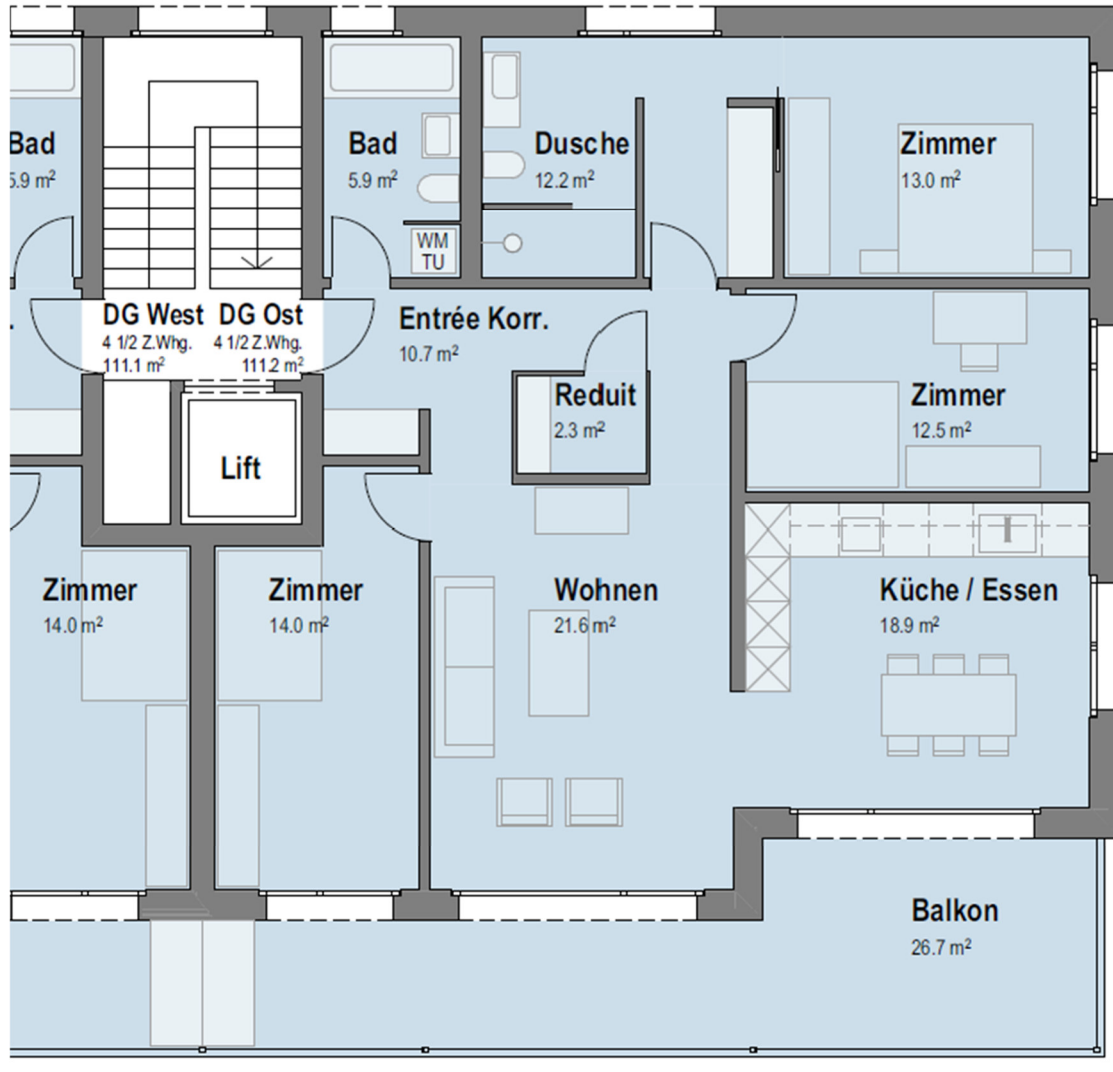 Bad
5.9 m²
Bad
5.9 m²
Dusche
12.2 m²
Zimmer
13.0 m²
WM
TU
DG West
4 1/2 Z.Whg.
111.1 m²
DG Ost
4 1/2 Z.Whg.
111.2 m²
Entrée Korr.
10.7 m²
Reduit
2.3 m²
Zimmer
12.5 m²
Lift
Zimmer
14.0 m²
Zimmer
14.0 m²
Wohnen
21.6 m²
Küche / Essen
18.9 m²
Balkon
26.7 m²